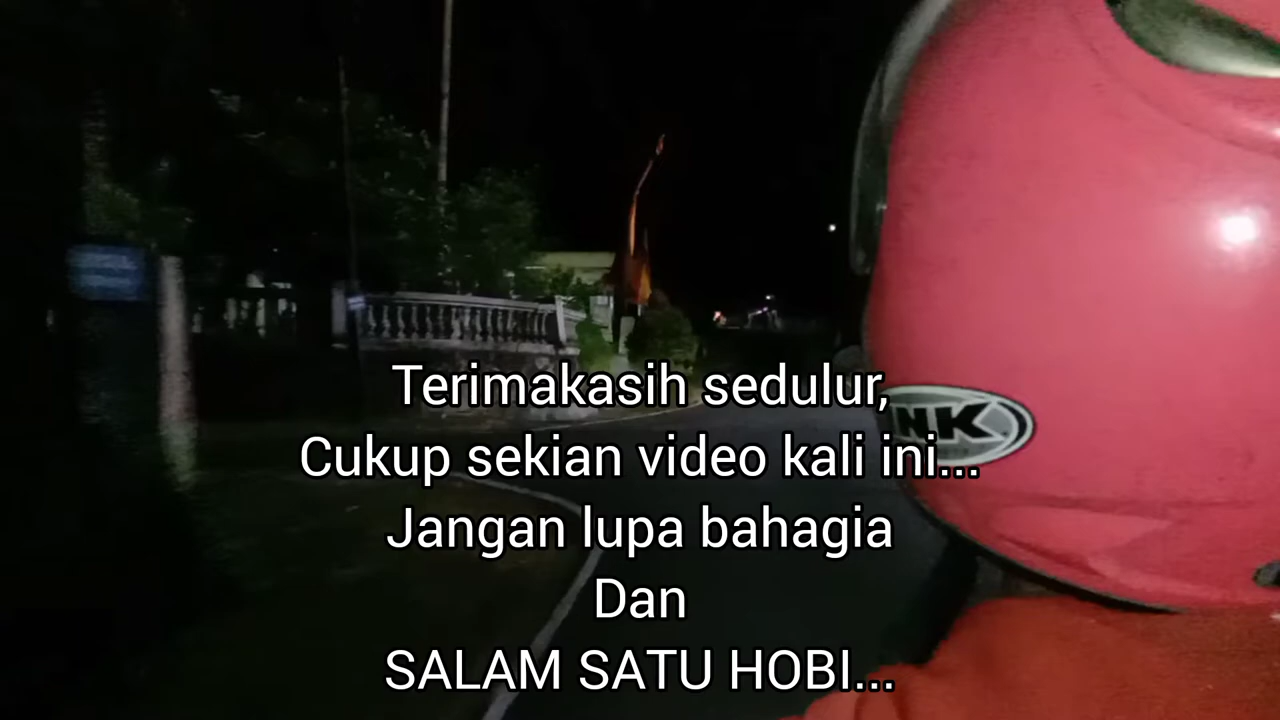 Terimakasih sedulur,
Cukup sekian video kali ini...
Jangan lupa bahagia
Dan
SALAM SATU HOBI...
NK